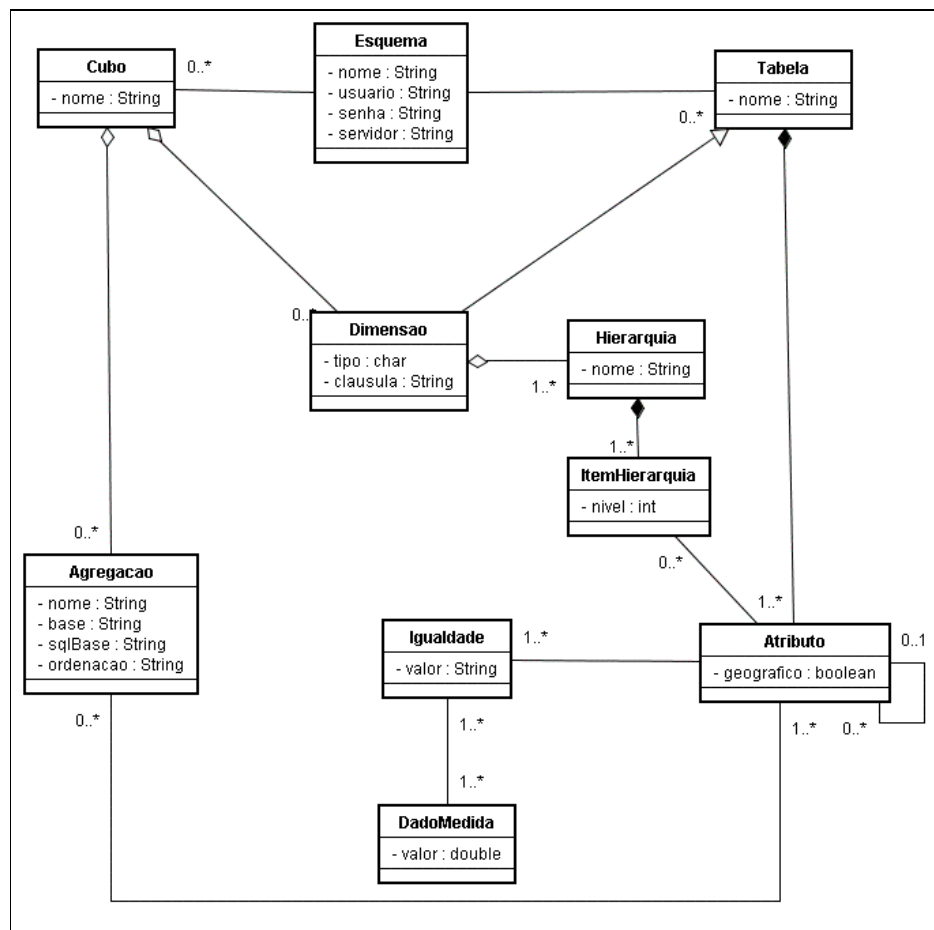 Cubo
- nome : String
0..*
Esquema
- nome : String
- usuario : String
- senha : String
- servidor : String
Tabela
- nome : String
0..*
0..*
Dimensao
- tipo : char
- clausula : String
Hierarquia
- nome : String
1..*
1..*
ItemHierarquia
- nivel : int
0..*
0..*
Agregacao
- nome : String
- base : String
- sqlBase : String
- ordenacao : String
0..*
1..*
Igualdade
- valor : String
1..*
Atributo
- geografico : boolean
0..1
1..*
0..*
1..*
1..*
DadoMedida
- valor : double